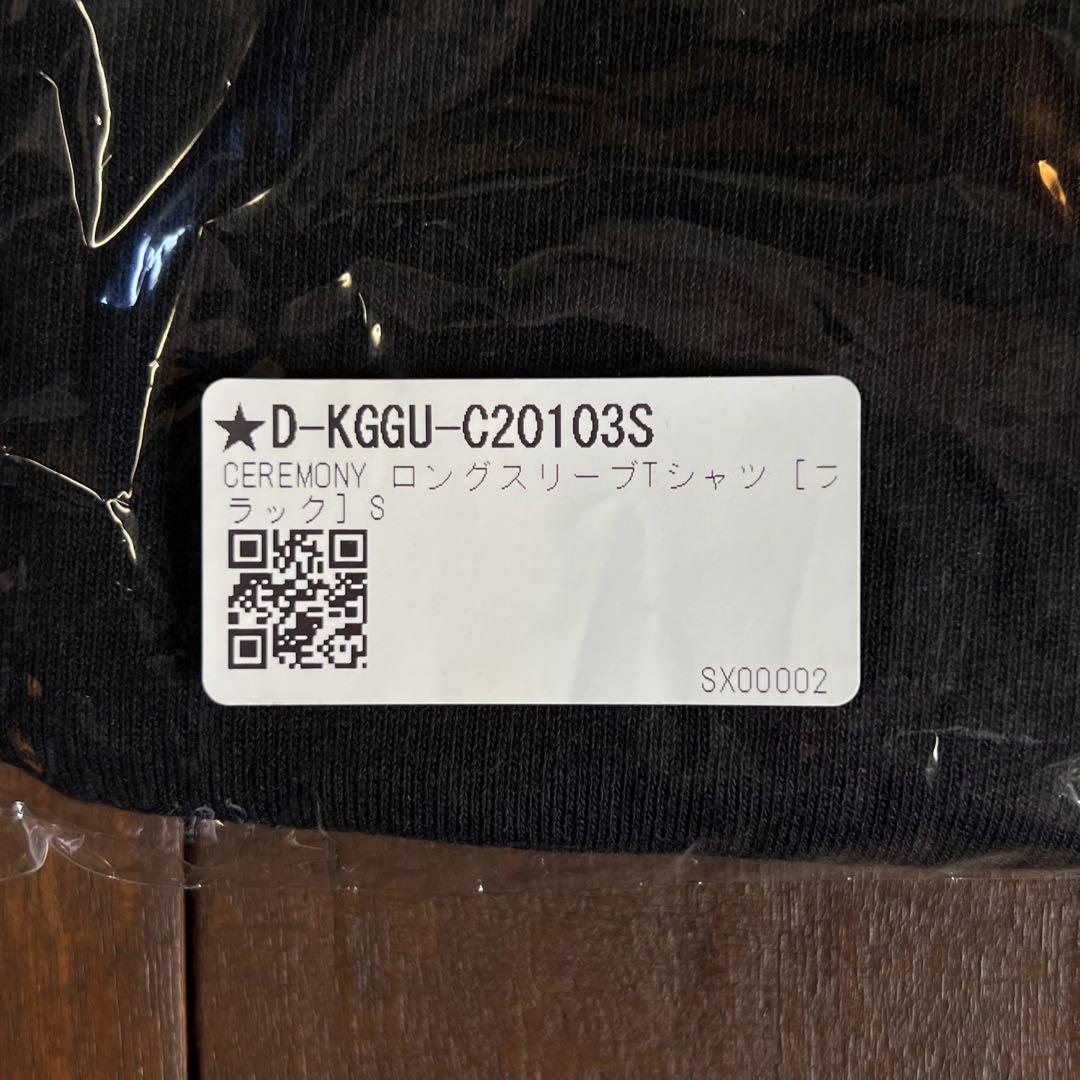 ★D-KGGU-C20103S
CEREMONY ロングスリーブTシャツ [ブ
ラック] S
SX00002